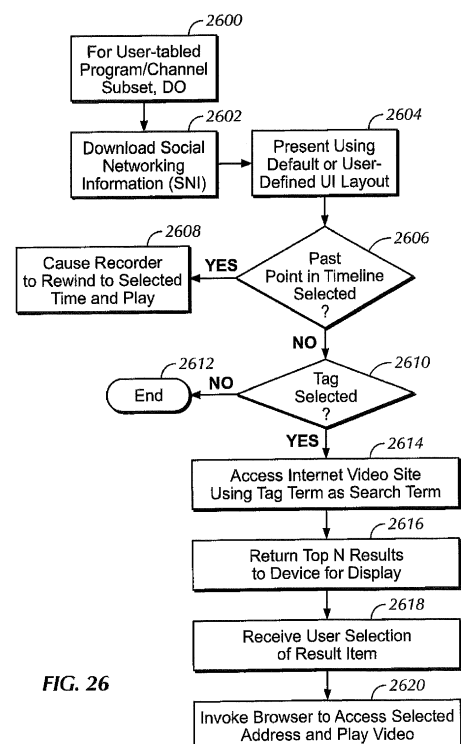 2600
For User-tabled
Program/Channel
Subset, DO
2602
Download Social
Networking
Information (SNI)
2604
Present Using
Default or User-
Defined UI Layout
2606
Past
Point in Timeline
Selected
?
YES
2608
Cause Recorder
to Rewind to Selected
Time and Play
NO
2610
Tag
Selected
?
NO
2612
End
YES
2614
Access Internet Video Site
Using Tag Term as Search Term
2616
Return Top N Results
to Device for Display
2618
Receive User Selection
of Result Item
2620
Invoke Browser to Access Selected
Address and Play Video
FIG. 26